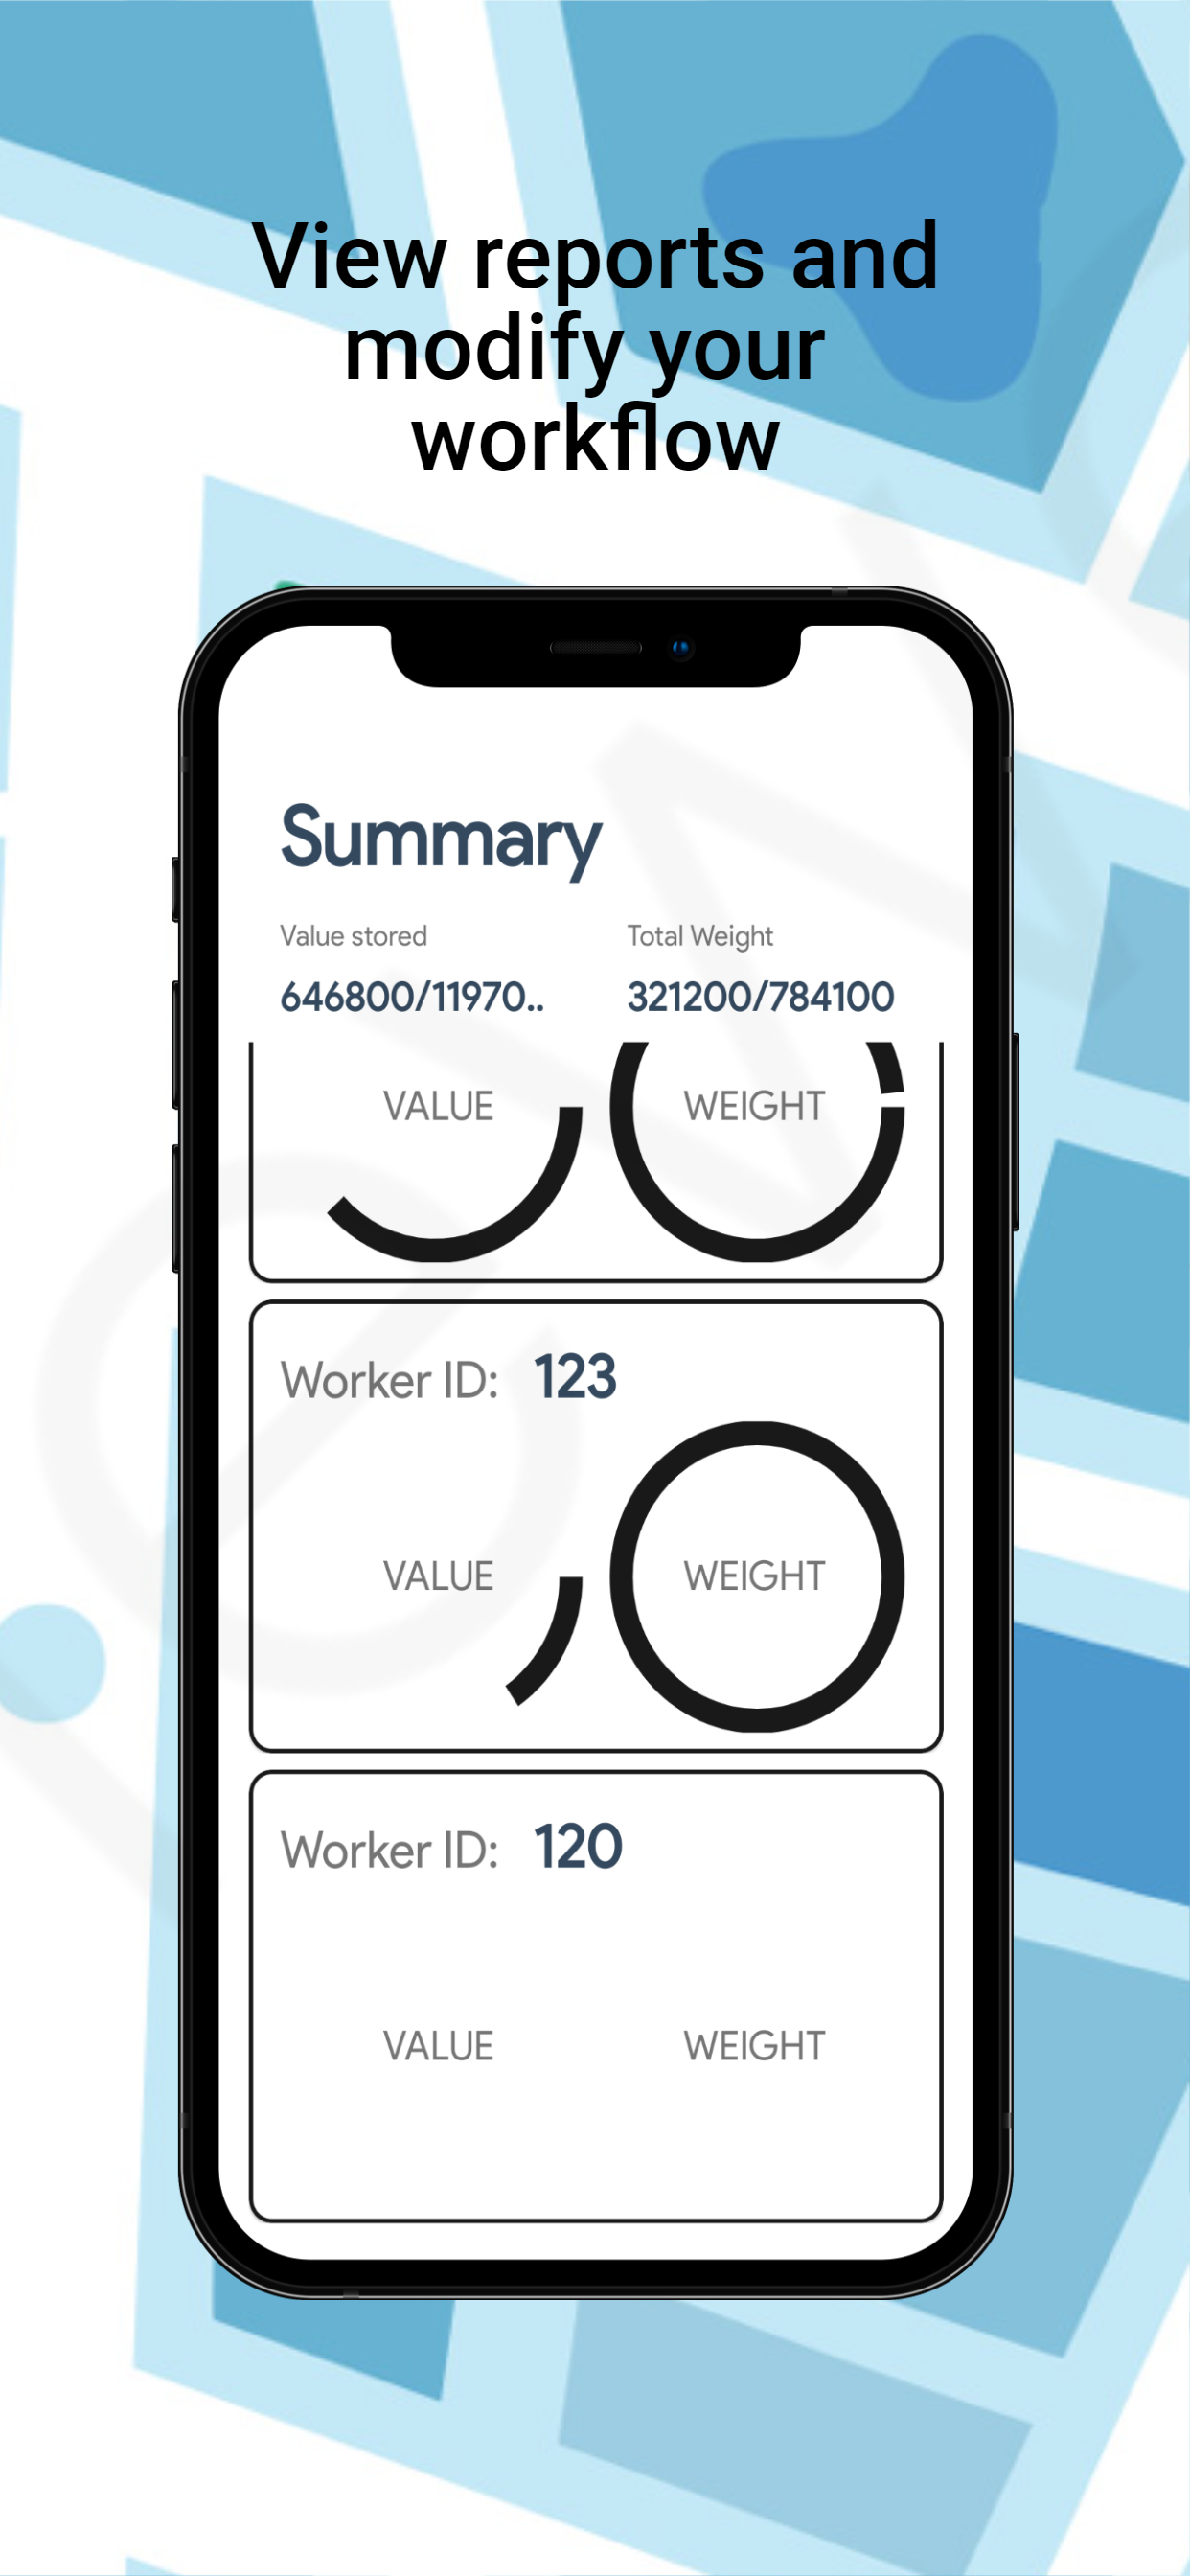 View reports and
modify your
workflow
Summary
Value stored Total Weight
646800/11970.. 321200/784100
VALUE WEIGHT
Worker ID: 123
VALUE WEIGHT
Worker ID: 120
VALUE WEIGHT